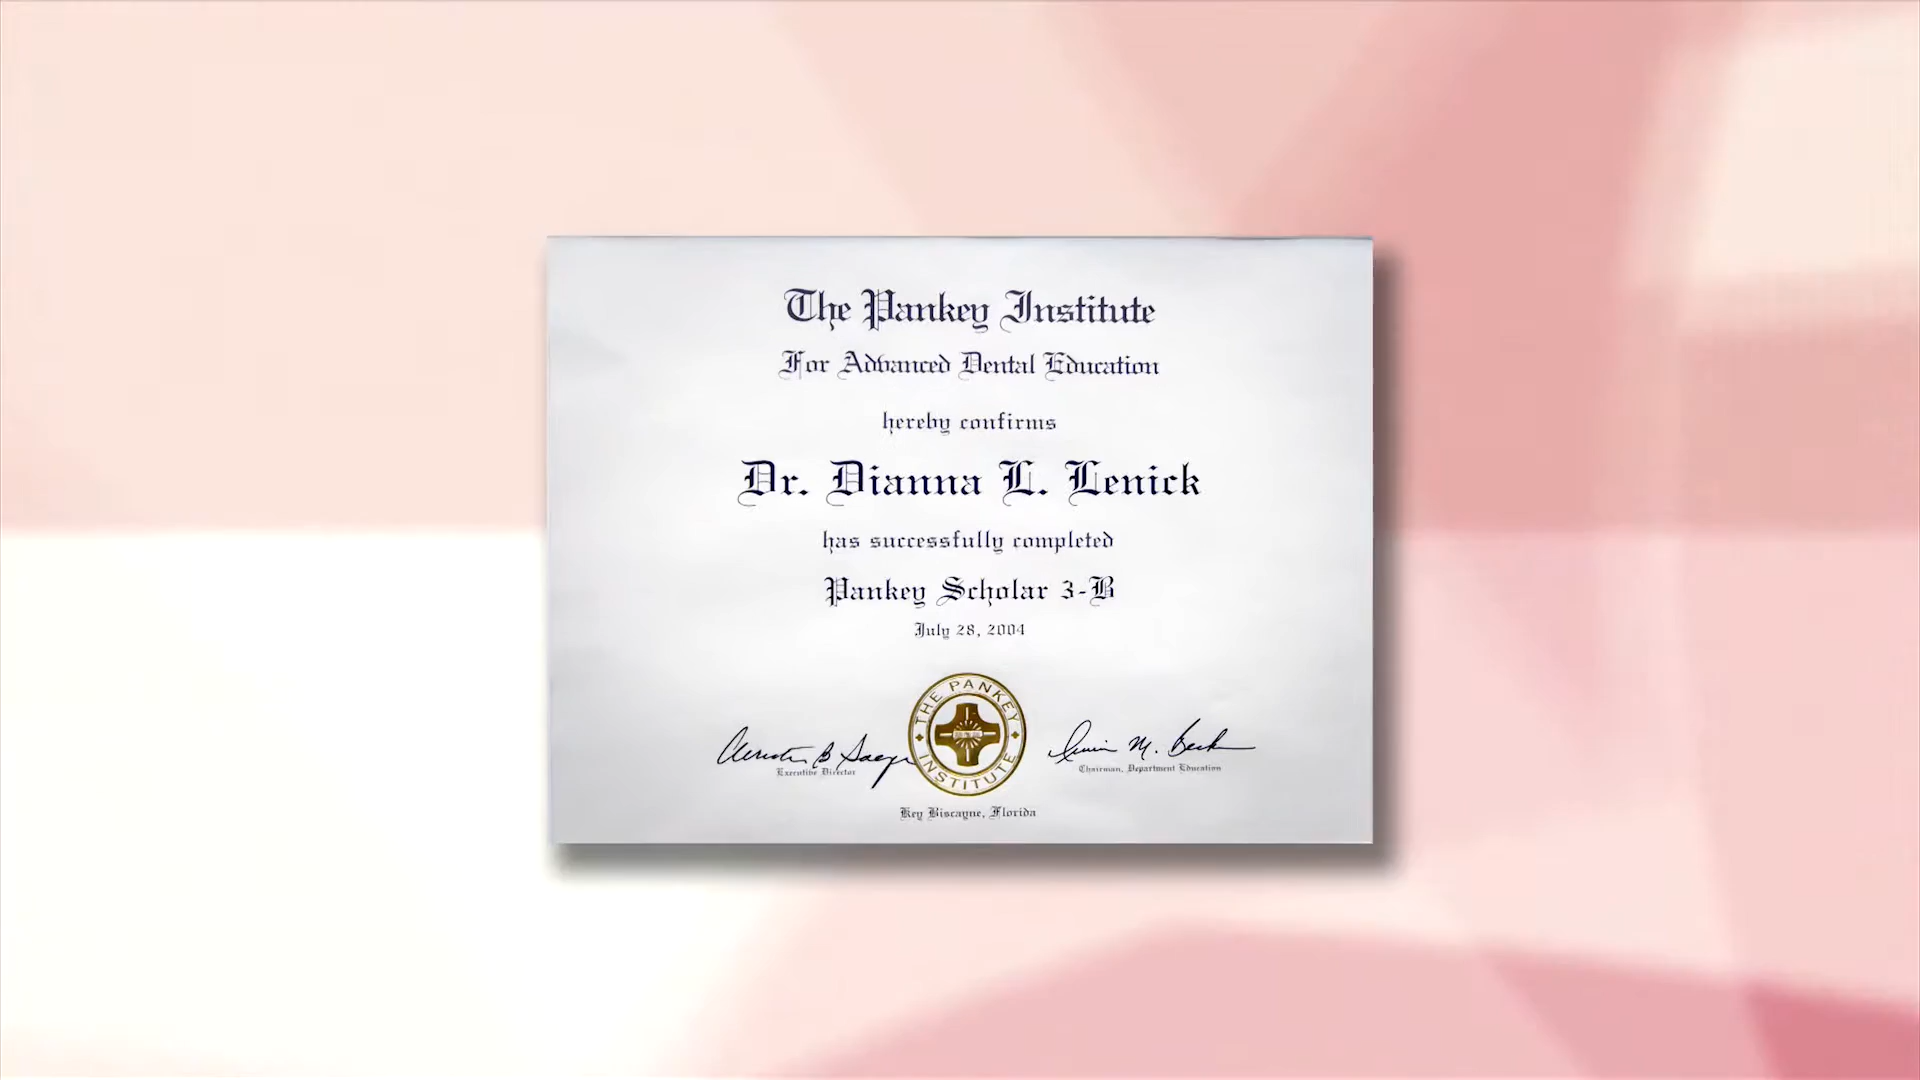 The Pankey Institute
For Advanced Dental Education
hereby confirms
Dr. Dianna L. Lenick
has successfully completed
Pankey Scholar 3-B
July 28, 2004
THE PANKEY
INSTITUTE
Executive Director
Chairman, Department Education
Key Biscayne, Florida